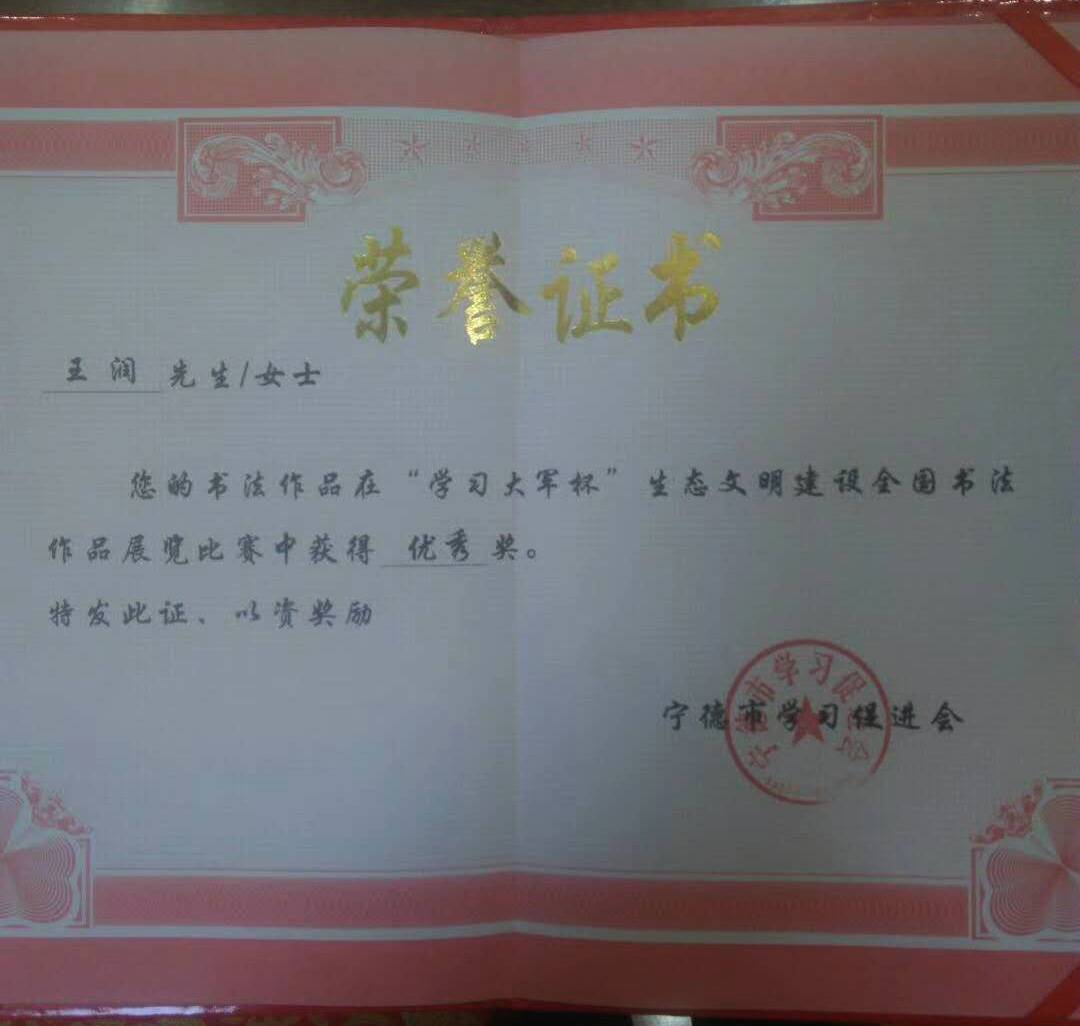 荣誉证书
王润 先生/女士
您的书法作品在“学习大军杯”生态文明建设全国书法
作品展览比赛中获得 优秀 奖。
特发此证、以资奖励
宁德市学习促进会